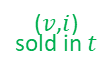 (v,i)
sold in t